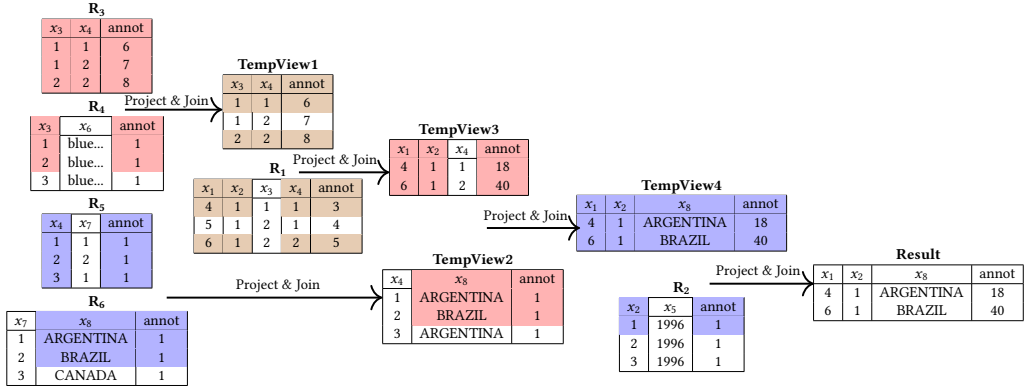 R3
x3 x4 annot
1 1 6
1 2 7
2 2 8
R4
x3 x6 annot
1 blue... 1
2 blue... 1
3 blue... 1
R5
x4 x7 annot
1 1 1
2 2 1
3 1 1
R6
x7 x8 annot
1 ARGENTINA 1
2 BRAZIL 1
3 CANADA 1
Project & Join
TempView1
x3 x4 annot
1 1 6
1 2 7
2 2 8
R1
x1 x2 x3 x4 annot
4 1 1 1 3
5 1 2 1 4
6 1 2 2 5
Project & Join
TempView3
x1 x2 x4 annot
4 1 1 18
6 1 2 40
Project & Join
TempView2
x4 x8 annot
1 ARGENTINA 1
2 BRAZIL 1
3 ARGENTINA 1
Project & Join
TempView4
x1 x2 x8 annot
4 1 ARGENTINA 18
6 1 BRAZIL 40
R2
x2 x5 annot
1 1996 1
2 1996 1
3 1996 1
Project & Join
Result
x1 x2 x8 annot
4 1 ARGENTINA 18
6 1 BRAZIL 40